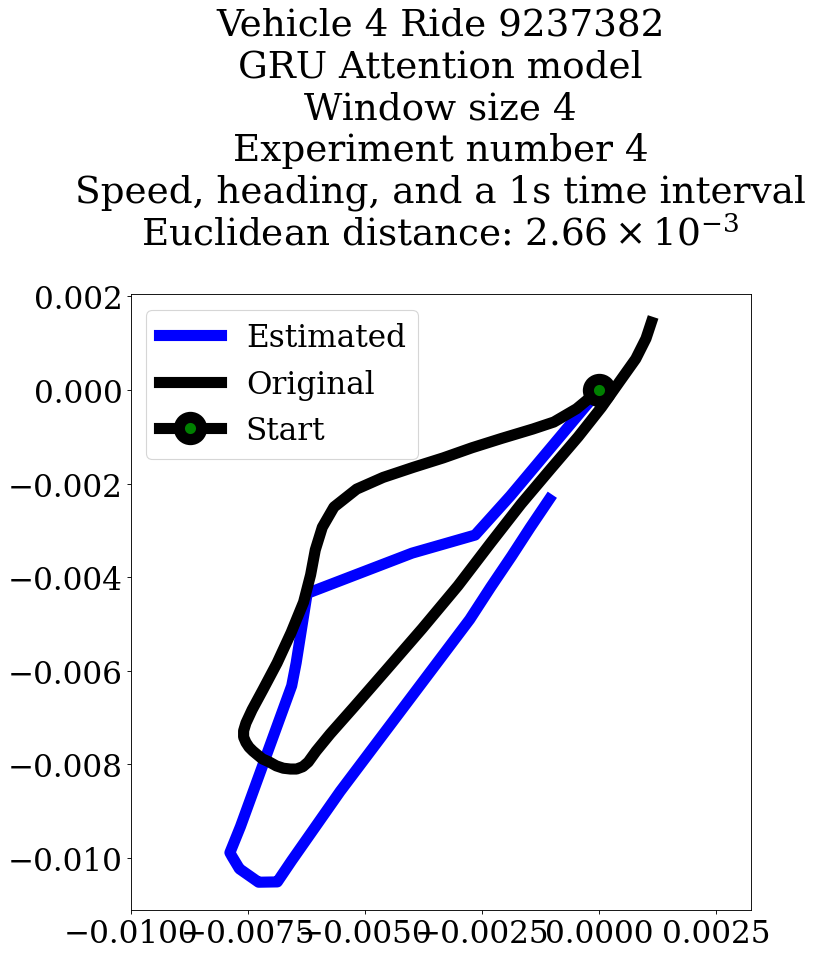 Vehicle 4 Ride 9237382
GRU Attention model
Window size 4
Experiment number 4
Speed, heading, and a 1s time interval
Euclidean distance: 2.66 × 10⁻³
Estimated
Original
Start
0.002
0.000
−0.002
−0.004
−0.006
−0.008
−0.010
−0.0100 −0.0075 −0.0050 −0.0025 0.0000 0.0025